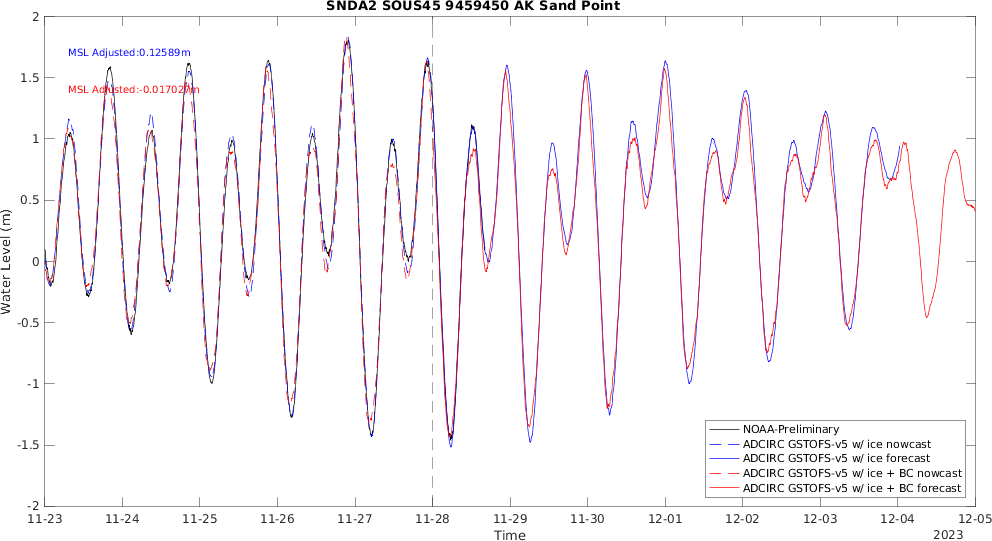 SNDA2 SOUS45 9459450 AK Sand Point
MSL Adjusted:0.12589m
MSL Adjusted:-0.017027m
Water Level (m)
2
1.5
1
0.5
0
-0.5
-1
-1.5
-2
NOAA-Preliminary
ADCIRC GSTOFS-v5 w/ ice nowcast
ADCIRC GSTOFS-v5 w/ ice forecast
ADCIRC GSTOFS-v5 w/ ice + BC nowcast
ADCIRC GSTOFS-v5 w/ ice + BC forecast
11-23 11-24 11-25 11-26 11-27 11-28 11-29 11-30 12-01 12-02 12-03 12-04 12-05
Time
2023